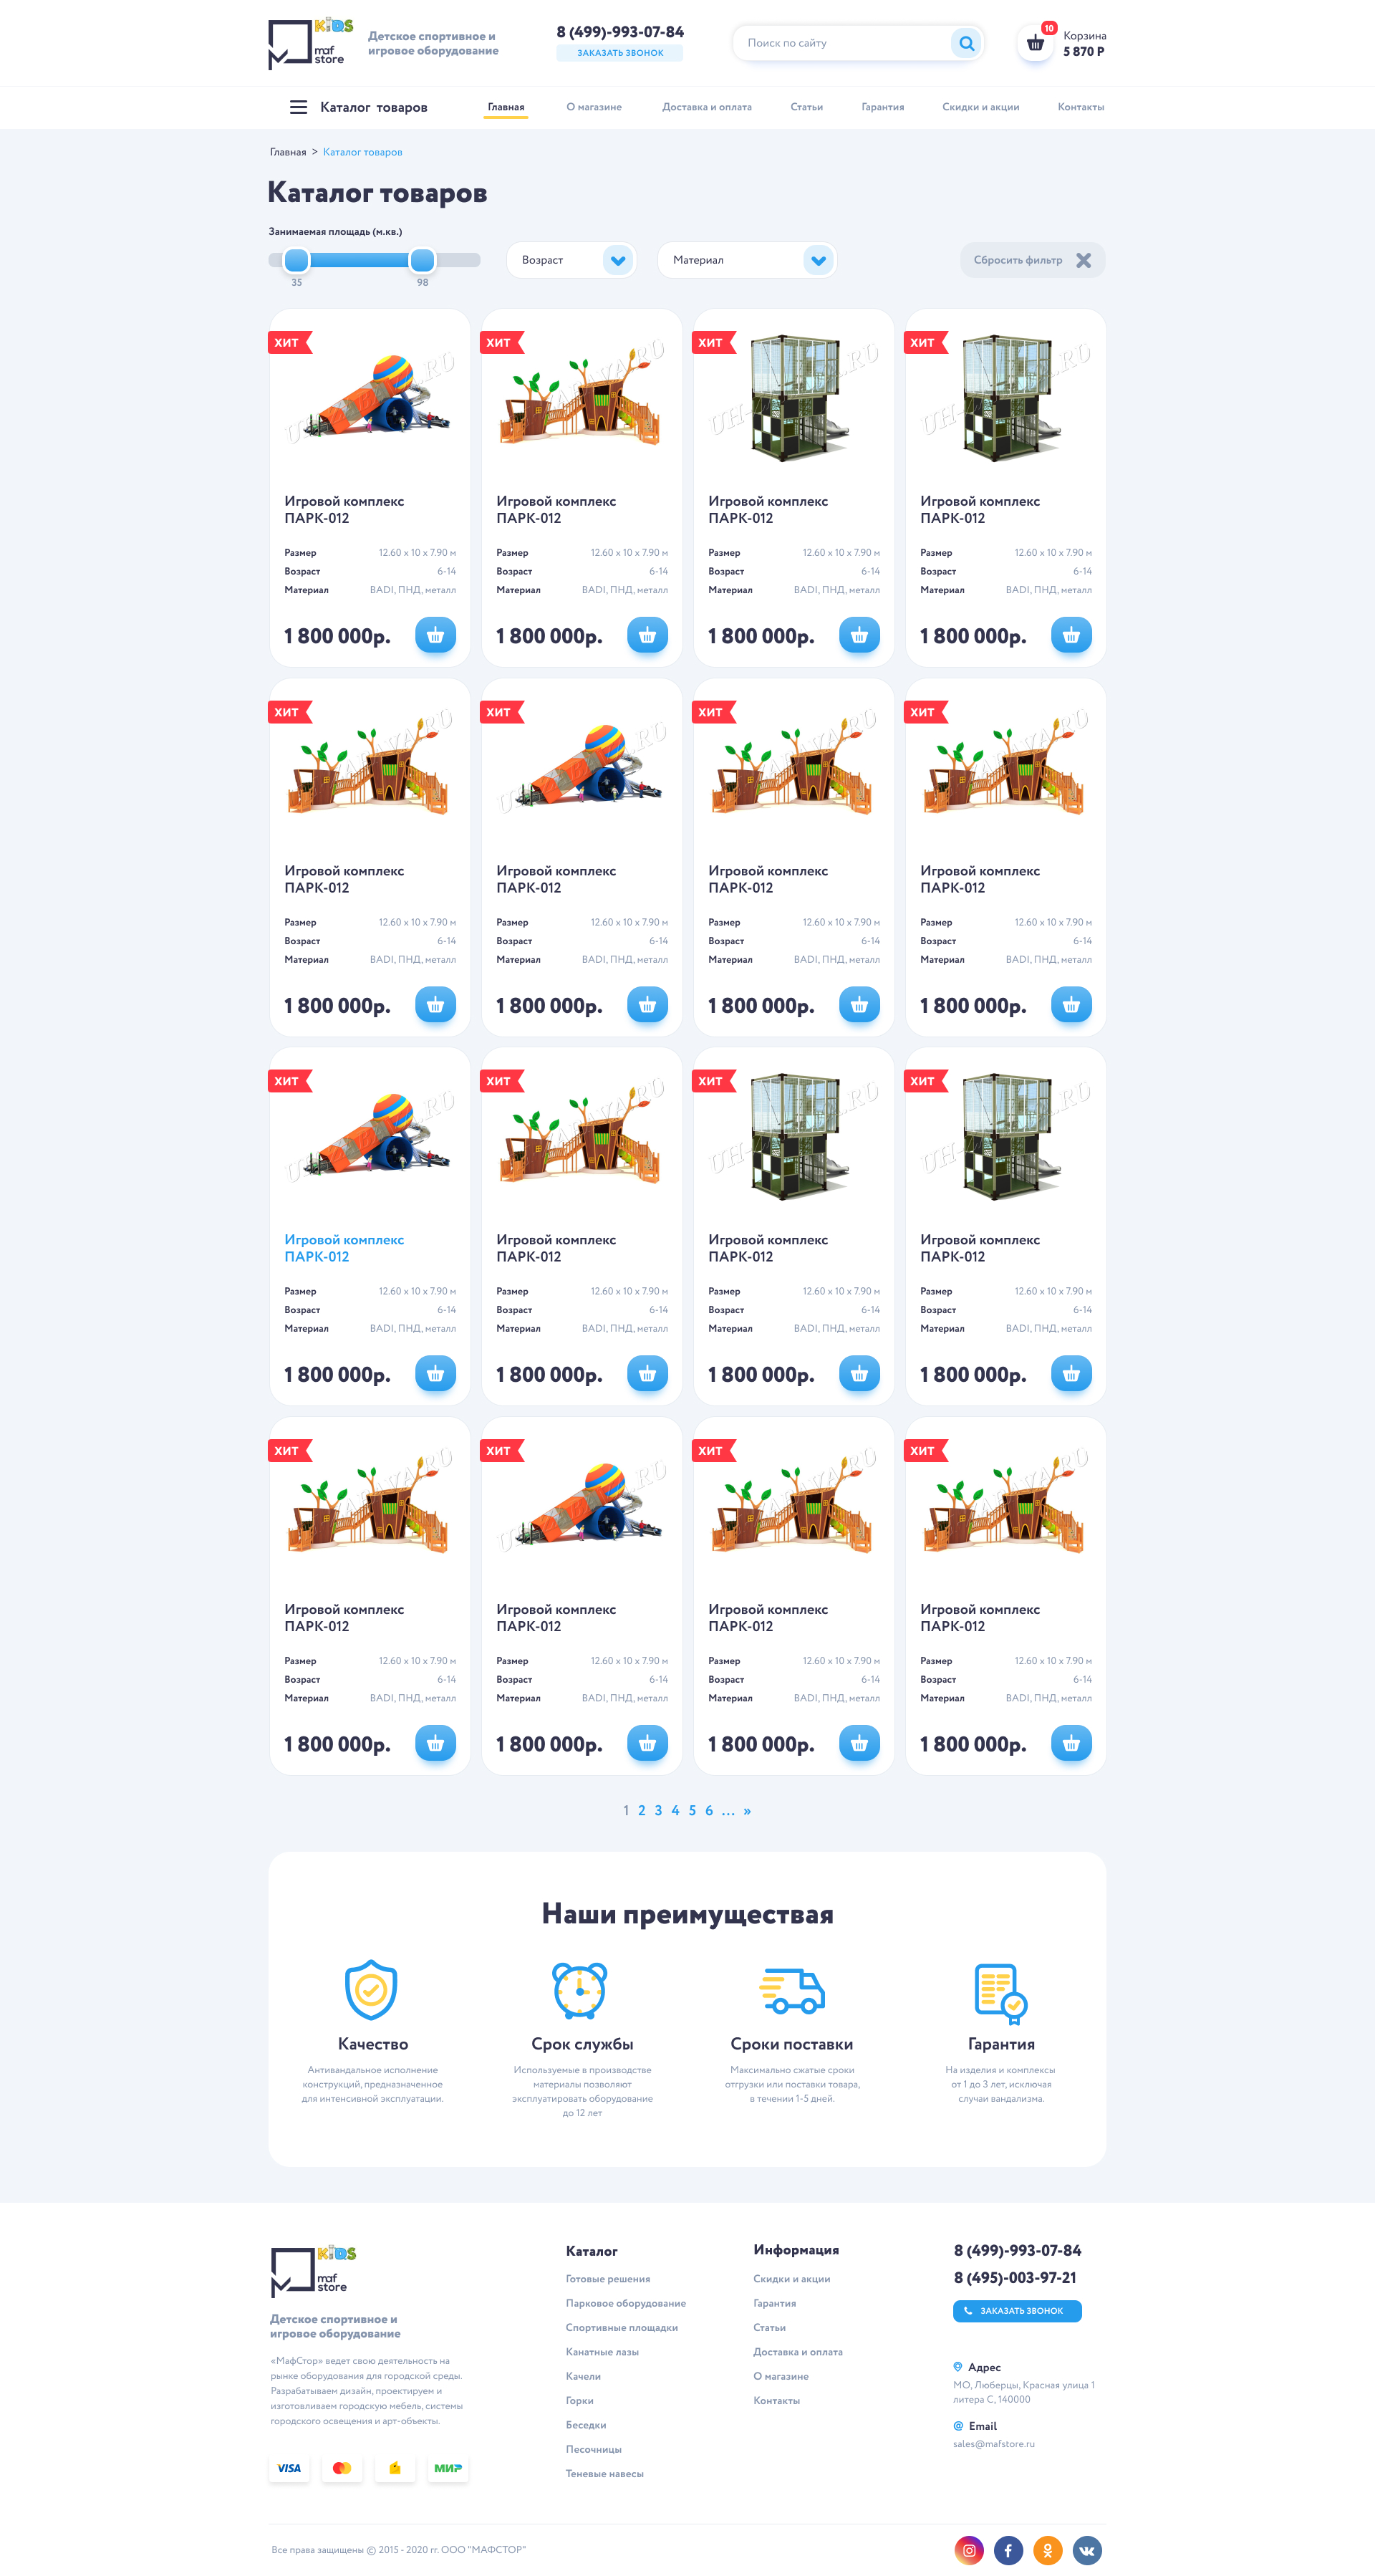 KiDS
maf
store
Детское спортивное и
игровое оборудование
8 (499)-993-07-84
ЗАКАЗАТЬ ЗВОНОК
Поиск по сайту
10
Корзина
5 870 Р
Каталог товаров
Главная
О магазине
Доставка и оплата
Статьи
Гарантия
Скидки и акции
Контакты
Главная > Каталог товаров
Каталог товаров
Занимаемая площадь (м.кв.)
35
98
Возраст
Материал
Сбросить фильтр
ХИТ ХИТ ХИТ ХИТ
Игровой комплекс Игровой комплекс Игровой комплекс Игровой комплекс
ПАРК-012 ПАРК-012 ПАРК-012 ПАРК-012
Размер 12.60 х 10 х 7.90 м Размер 12.60 х 10 х 7.90 м Размер 12.60 х 10 х 7.90 м Размер 12.60 х 10 х 7.90 м
Возраст 6-14 Возраст 6-14 Возраст 6-14 Возраст 6-14
Материал BADI, ПНД, металл Материал BADI, ПНД, металл Материал BADI, ПНД, металл Материал BADI, ПНД, металл
1 800 000р. 1 800 000р. 1 800 000р. 1 800 000р.
ХИТ ХИТ ХИТ ХИТ
Игровой комплекс Игровой комплекс Игровой комплекс Игровой комплекс
ПАРК-012 ПАРК-012 ПАРК-012 ПАРК-012
Размер 12.60 х 10 х 7.90 м Размер 12.60 х 10 х 7.90 м Размер 12.60 х 10 х 7.90 м Размер 12.60 х 10 х 7.90 м
Возраст 6-14 Возраст 6-14 Возраст 6-14 Возраст 6-14
Материал BADI, ПНД, металл Материал BADI, ПНД, металл Материал BADI, ПНД, металл Материал BADI, ПНД, металл
1 800 000р. 1 800 000р. 1 800 000р. 1 800 000р.
ХИТ ХИТ ХИТ ХИТ
Игровой комплекс Игровой комплекс Игровой комплекс Игровой комплекс
ПАРК-012 ПАРК-012 ПАРК-012 ПАРК-012
Размер 12.60 х 10 х 7.90 м Размер 12.60 х 10 х 7.90 м Размер 12.60 х 10 х 7.90 м Размер 12.60 х 10 х 7.90 м
Возраст 6-14 Возраст 6-14 Возраст 6-14 Возраст 6-14
Материал BADI, ПНД, металл Материал BADI, ПНД, металл Материал BADI, ПНД, металл Материал BADI, ПНД, металл
1 800 000р. 1 800 000р. 1 800 000р. 1 800 000р.
ХИТ ХИТ ХИТ ХИТ
Игровой комплекс Игровой комплекс Игровой комплекс Игровой комплекс
ПАРК-012 ПАРК-012 ПАРК-012 ПАРК-012
Размер 12.60 х 10 х 7.90 м Размер 12.60 х 10 х 7.90 м Размер 12.60 х 10 х 7.90 м Размер 12.60 х 10 х 7.90 м
Возраст 6-14 Возраст 6-14 Возраст 6-14 Возраст 6-14
Материал BADI, ПНД, металл Материал BADI, ПНД, металл Материал BADI, ПНД, металл Материал BADI, ПНД, металл
1 800 000р. 1 800 000р. 1 800 000р. 1 800 000р.
1 2 3 4 5 6 ... »
Наши преимуществая
Качество
Антивандальное исполнение
конструкций, предназначенное
для интенсивной эксплуатации.
Срок службы
Используемые в производстве
материалы позволяют
эксплуатировать оборудование
до 12 лет
Сроки поставки
Максимально сжатые сроки
отгрузки или поставки товара,
в течении 1-5 дней.
Гарантия
На изделия и комплексы
от 1 до 3 лет, исключая
случаи вандализма.
KiDS
maf
store
Детское спортивное и
игровое оборудование
«МафСтор» ведет свою деятельность на
рынке оборудования для городской среды.
Разрабатываем дизайн, проектируем и
изготовливаем городскую мебель, системы
городского освещения и арт-объекты.
VISA
МИР
Каталог
Готовые решения
Парковое оборудование
Спортивные площадки
Канатные лазы
Качели
Горки
Беседки
Песочницы
Теневые навесы
Информация
Скидки и акции
Гарантия
Статьи
Доставка и оплата
О магазине
Контакты
8 (499)-993-07-84
8 (495)-003-97-21
ЗАКАЗАТЬ ЗВОНОК
Адрес
МО, Люберцы, Красная улица 1
литера С, 140000
Email
sales@mafstore.ru
Все права защищены © 2015 - 2020 гг. ООО "МАФСТОР"